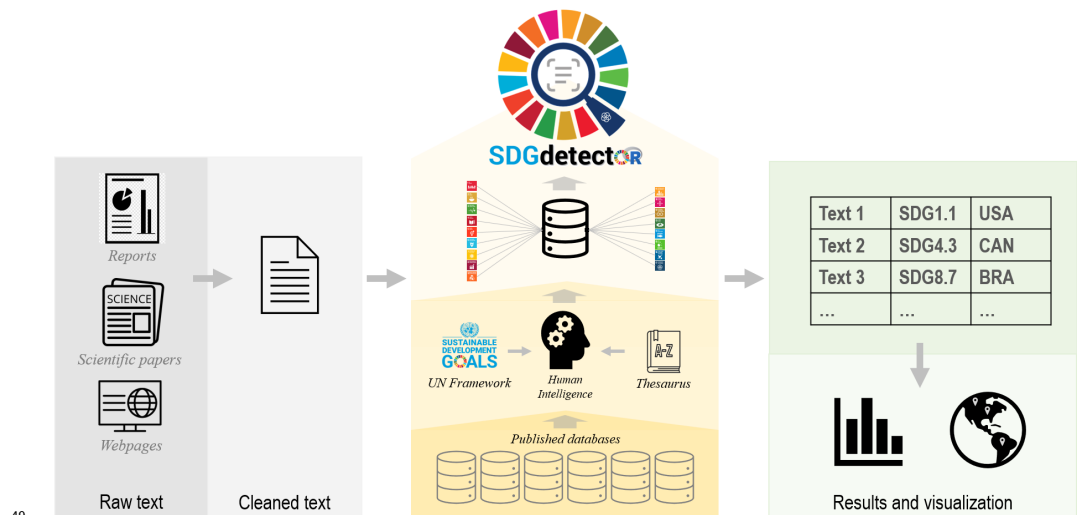 SDGdetectoR
Reports
SCIENCE
Scientific papers
Webpages
Raw text
Cleaned text
SUSTAINABLE
DEVELOPMENT
GOALS
UN Framework
Human
Intelligence
A-Z
Thesaurus
Published databases
Text 1 SDG1.1 USA
Text 2 SDG4.3 CAN
Text 3 SDG8.7 BRA
... ... ...
Results and visualization